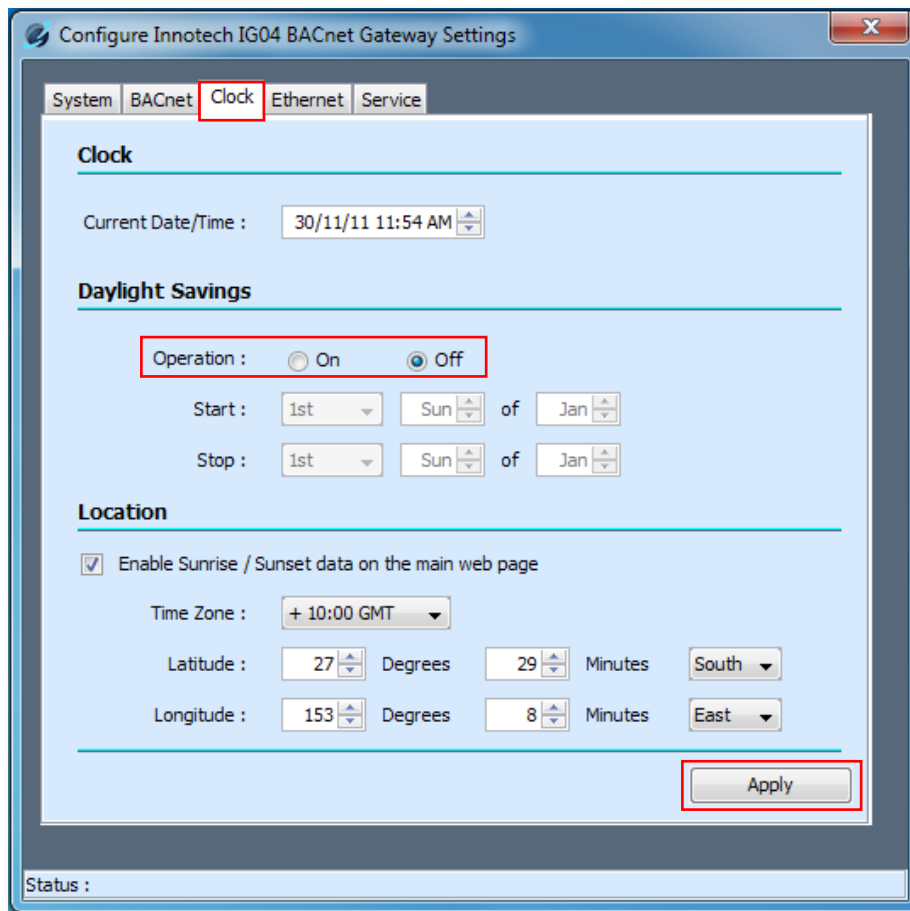 Configure Innotech IG04 BACnet Gateway Settings
System BACnet Clock Ethernet Service
Clock
Current Date/Time : 30/11/11 11:54 AM
Daylight Savings
Operation : On Off
Start : 1st Sun of Jan
Stop : 1st Sun of Jan
Location
Enable Sunrise / Sunset data on the main web page
Time Zone : + 10:00 GMT
Latitude : 27 Degrees 29 Minutes South
Longitude : 153 Degrees 8 Minutes East
Apply
Status :